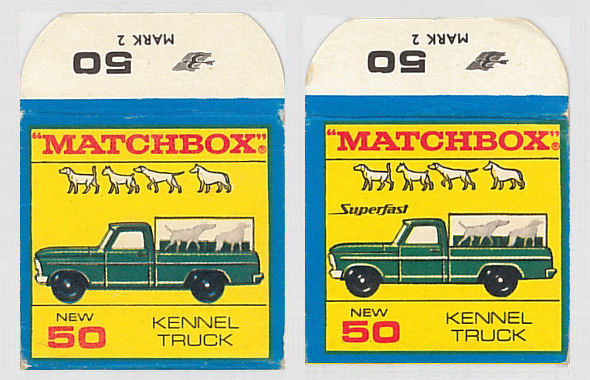 50 MARK 2
"MATCHBOX"®
NEW
50
KENNEL
TRUCK
50 MARK 2
"MATCHBOX"®
Superfast
NEW
50
KENNEL
TRUCK